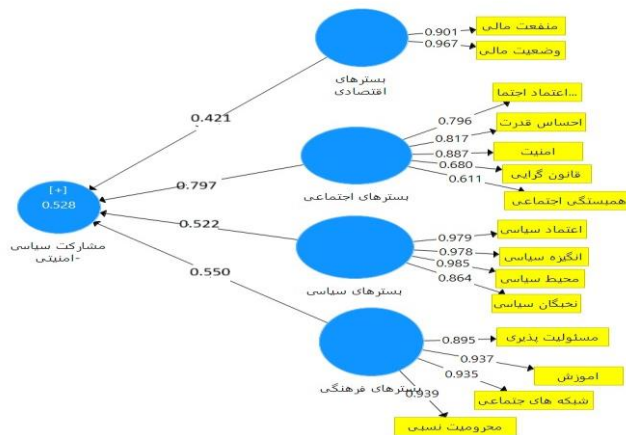 0.901
0.967
منفعت مالی
وضعیت مالی
بسترهای
اقتصادی
0.421
0.796
0.817
0.887
0.680
0.611
اعتماد اجتما...
احساس قدرت
امنیت
قانون گرایی
همبستگی اجتماعی
بسترهای اجتماعی
0.797
[+]
0.528
مشارکت سیاسی
-امنیتی
0.522
0.979
0.978
0.985
0.864
اعتماد سیاسی
انگیزه سیاسی
محیط سیاسی
نخبگان سیاسی
بسترهای سیاسی
0.550
0.895
0.937
0.935
0.939
مسئولیت پذیری
اموزش
شبکه های جتماعی
محرومیت نسبی
بسترهای فرهنگی